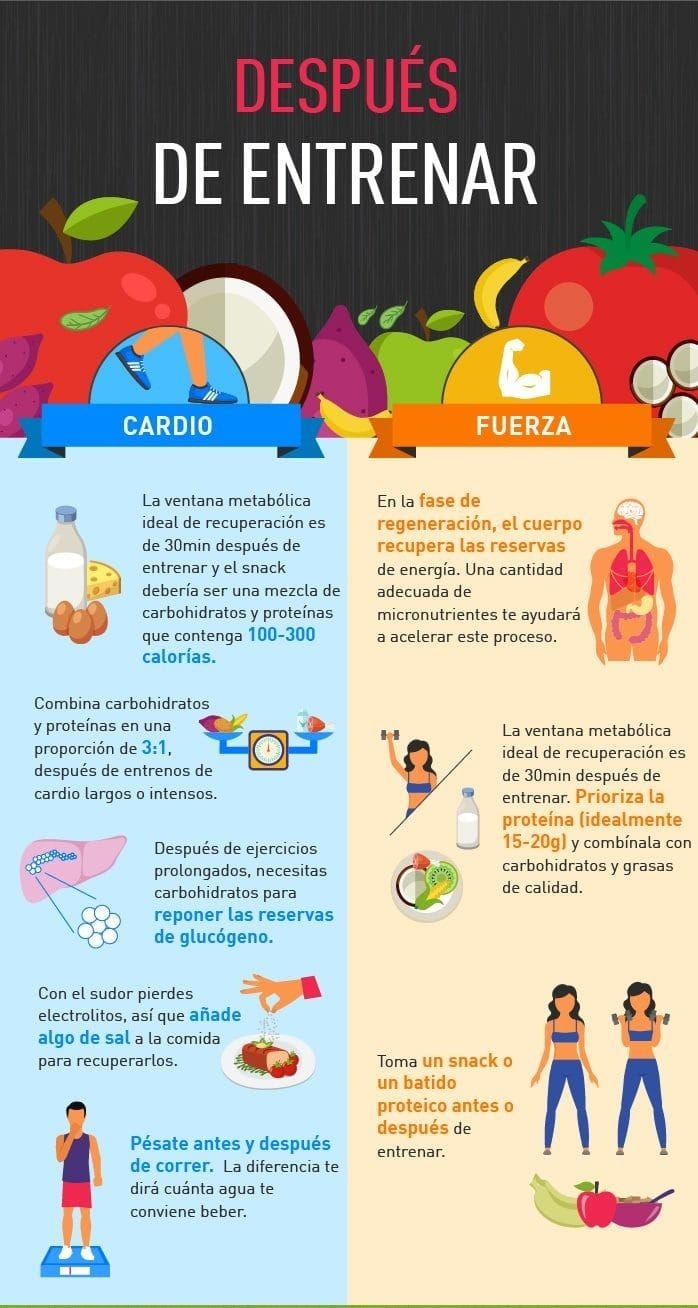 DESPUÉS
DE ENTRENAR
CARDIO
La ventana metabólica
ideal de recuperación es
de 30min después de
entrenar y el snack
debería ser una mezcla de
carbohidratos y proteínas
que contenga 100-300
calorías.
Combina carbohidratos
y proteínas en una
proporción de 3:1,
después de entrenos de
cardio largos o intensos.
Después de ejercicios
prolongados, necesitas
carbohidratos para
reponer las reservas
de glucógeno.
Con el sudor pierdes
electrolitos, así que añade
algo de sal a la comida
para recuperarlos.
Pésate antes y después
de correr. La diferencia te
dirá cuánta agua te
conviene beber.
FUERZA
En la fase de
regeneración, el cuerpo
recupera las reservas
de energía. Una cantidad
adecuada de
micronutrientes te ayudará
a acelerar este proceso.
La ventana metabólica
ideal de recuperación es
de 30min después de
entrenar. Prioriza la
proteína (idealmente
15-20g) y combínala con
carbohidratos y grasas
de calidad.
Toma un snack o
un batido
proteico antes o
después de
entrenar.